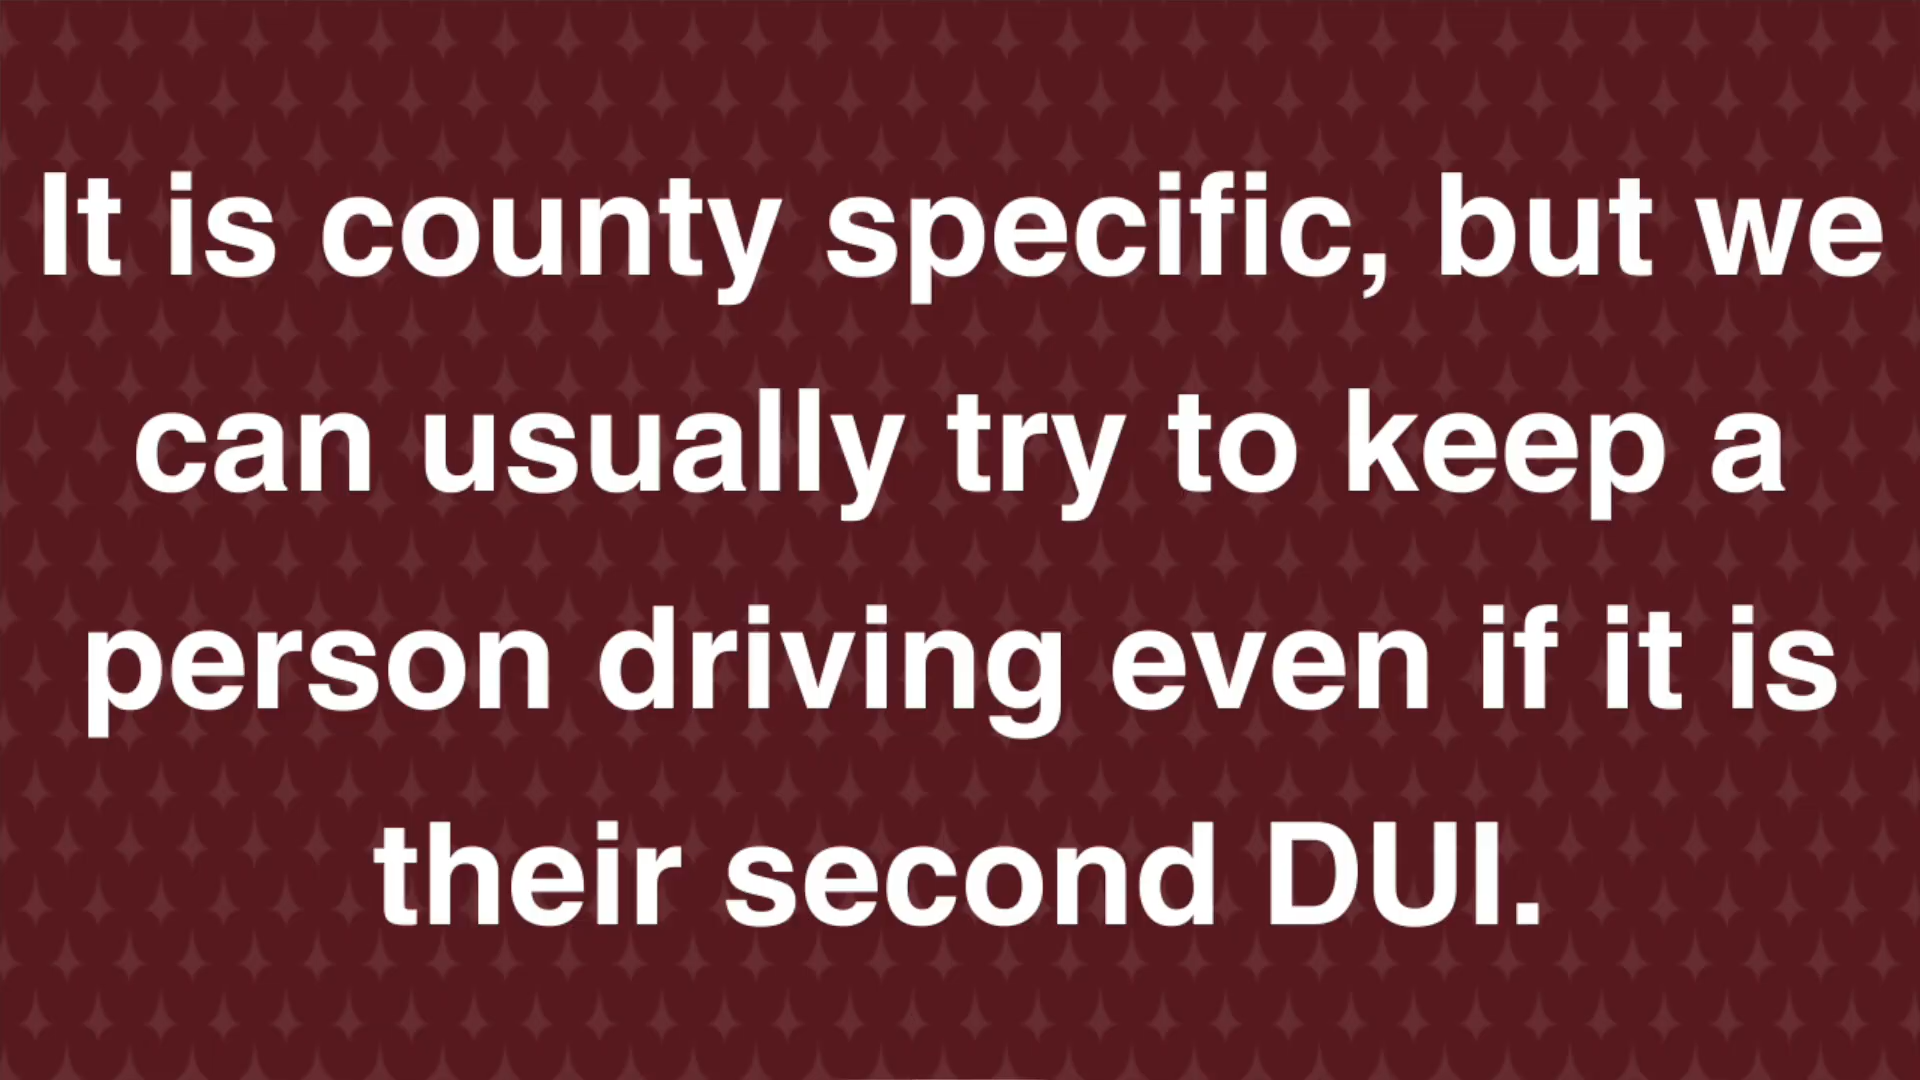 It is county specific, but we
can usually try to keep a
person driving even if it is
their second DUI.